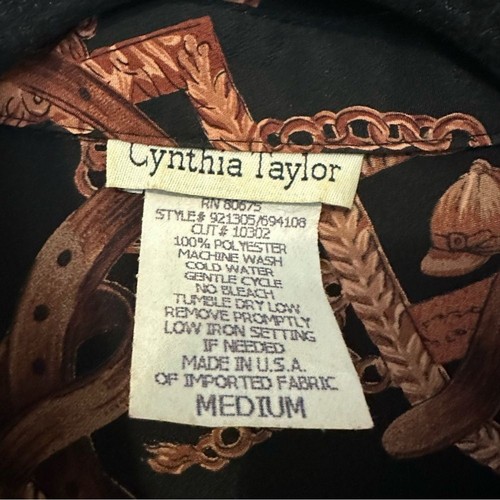 Cynthia Taylor
RN 80675
STYLE# 921305/694108
CUT# 10302
100% POLYESTER
MACHINE WASH
COLD WATER
GENTLE CYCLE
NO BLEACH
TUMBLE DRY LOW
REMOVE PROMPTLY
LOW IRON SETTING
IF NEEDED
MADE IN U.S.A.
OF IMPORTED FABRIC
MEDIUM